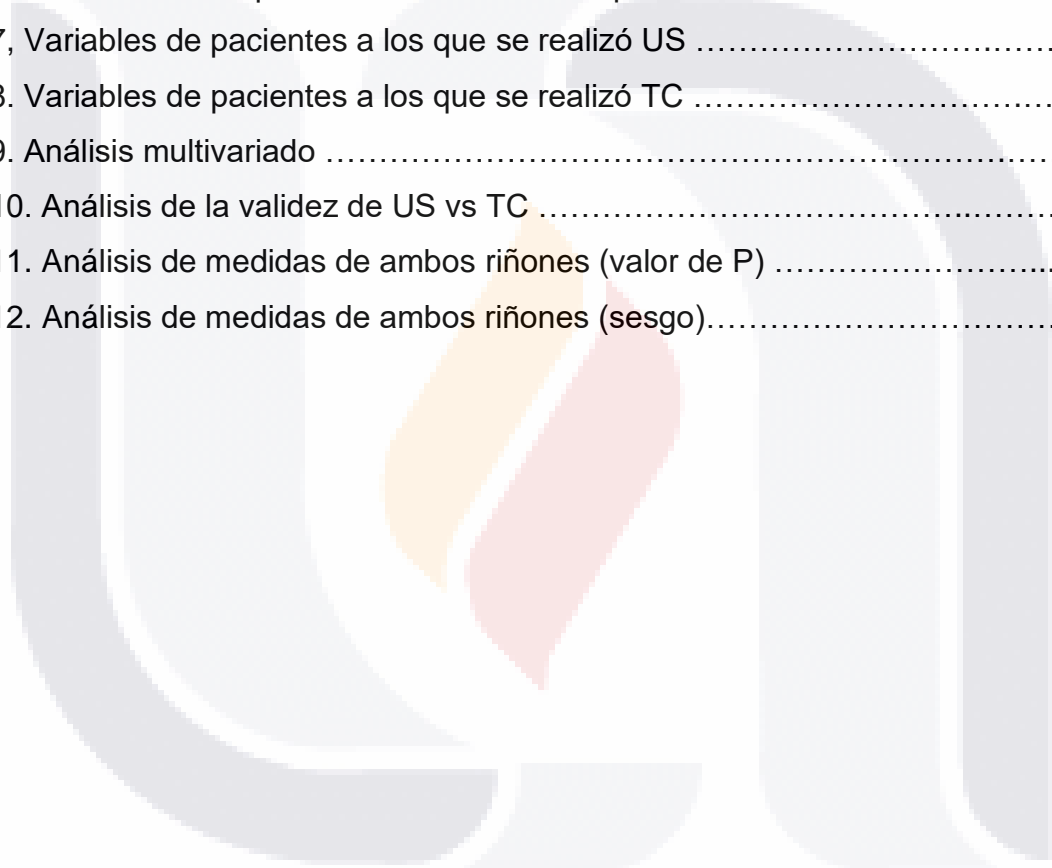 7, Variables de pacientes a los que se realizó US ……………………………
8. Variables de pacientes a los que se realizó TC ……………………………
9. Análisis multivariado ……………………………………………………………
10. Análisis de la validez de US vs TC ……………………………………………
11. Análisis de medidas de ambos riñones (valor de P) ……………………...
12. Análisis de medidas de ambos riñones (sesgo)……………………………